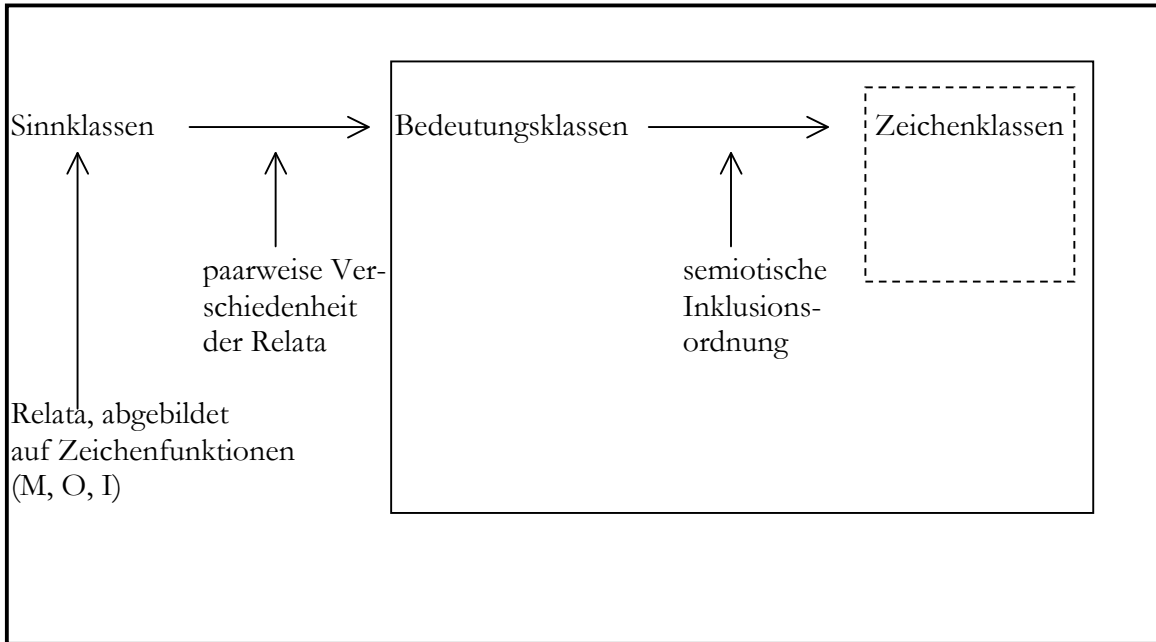 Sinnklassen
Bedeutungsklassen
Zeichenklassen
paarweise Ver-
schiedenheit
der Relata
semiotische
Inklusions-
ordnung
Relata, abgebildet
auf Zeichenfunktionen
(M, O, I)